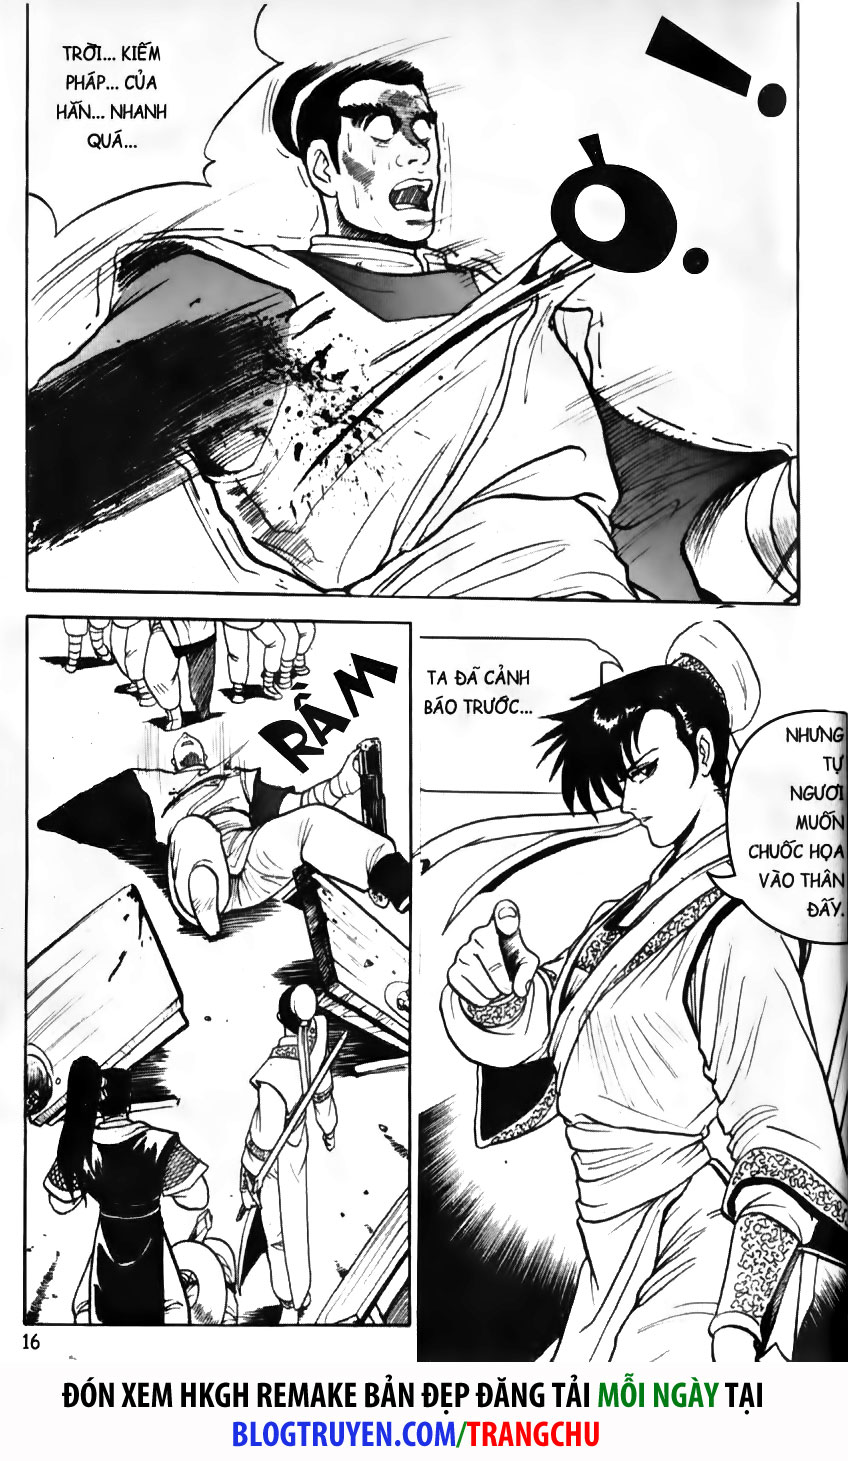 TRỜI... KIẾM
PHÁP... CỦA
HẮN... NHANH
QUÁ...
Ọ!
RẦM
TA ĐÃ CẢNH
BÁO TRƯỚC...
NHƯNG
TỰ
NGƯƠI
MUỐN
CHUỐC HỌA
VÀO THÂN
ĐẤY.
16
ĐÓN XEM HKGH REMAKE BẢN ĐẸP ĐĂNG TẢI MỖI NGÀY TẠI
BLOGTRUYEN.COM/TRANGCHU